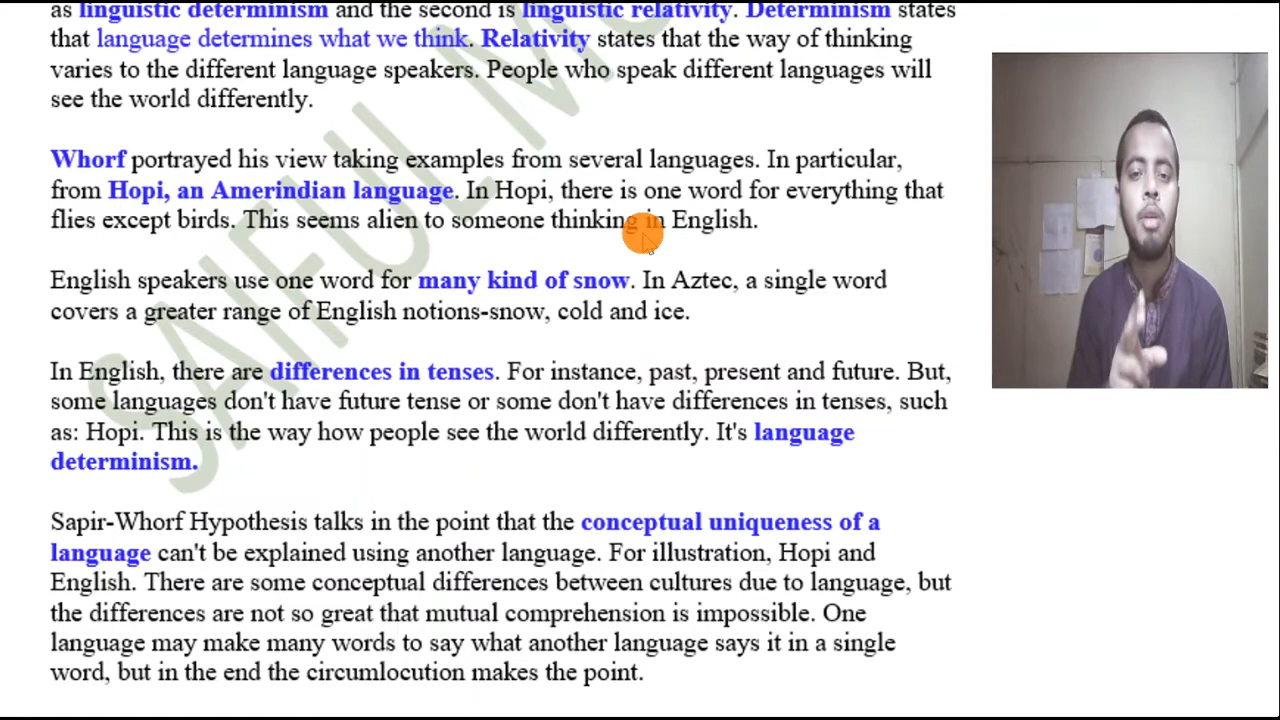 as linguistic determinism and the second is linguistic relativity. Determinism states
that language determines what we think. Relativity states that the way of thinking
varies to the different language speakers. People who speak different languages will
see the world differently.
Whorf portrayed his view taking examples from several languages. In particular,
from Hopi, an Amerindian language. In Hopi, there is one word for everything that
flies except birds. This seems alien to someone thinking in English.
English speakers use one word for many kind of snow. In Aztec, a single word
covers a greater range of English notions-snow, cold and ice.
In English, there are differences in tenses. For instance, past, present and future. But,
some languages don't have future tense or some don't have differences in tenses, such
as: Hopi. This is the way how people see the world differently. It's language
determinism.
Sapir-Whorf Hypothesis talks in the point that the conceptual uniqueness of a
language can't be explained using another language. For illustration, Hopi and
English. There are some conceptual differences between cultures due to language, but
the differences are not so great that mutual comprehension is impossible. One
language may make many words to say what another language says it in a single
word, but in the end the circumlocution makes the point.
SAIFUL